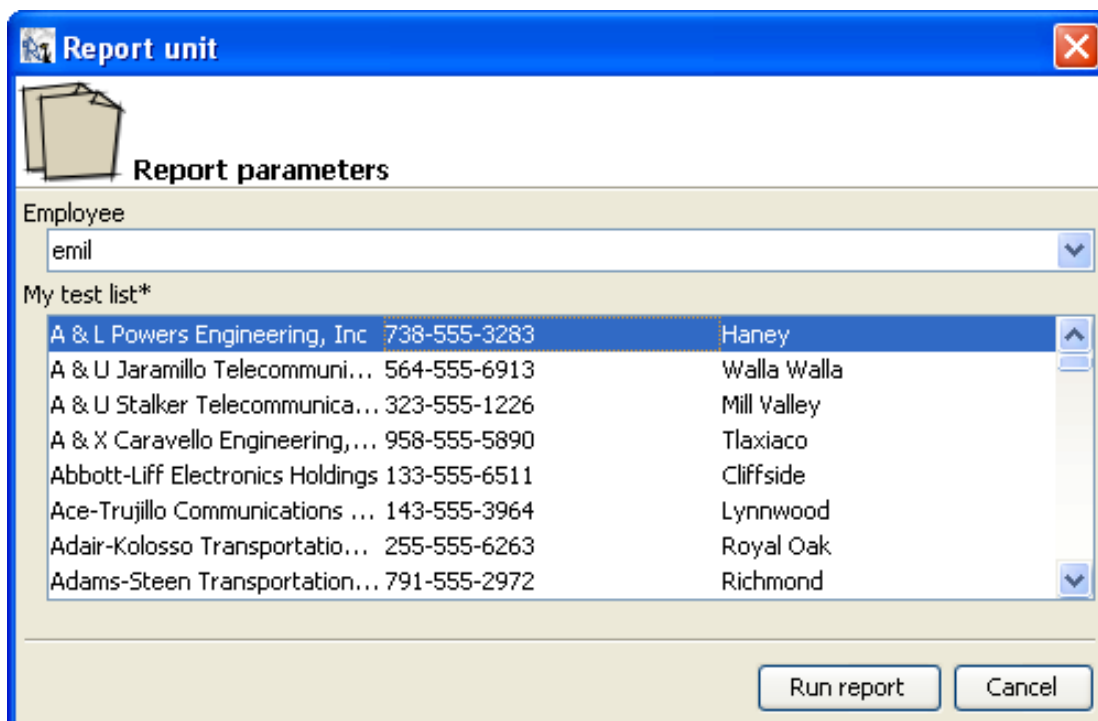 Report unit
Report parameters
Employee
emil
My test list*
A & L Powers Engineering, Inc 738-555-3283 Haney
A & U Jaramillo Telecommuni... 564-555-6913 Walla Walla
A & U Stalker Telecommunica... 323-555-1226 Mill Valley
A & X Caravello Engineering,... 958-555-5890 Tlaxiaco
Abbott-Liff Electronics Holdings 133-555-6511 Cliffside
Ace-Trujillo Communications ... 143-555-3964 Lynnwood
Adair-Kolosso Transportatio... 255-555-6263 Royal Oak
Adams-Steen Transportation... 791-555-2972 Richmond
Run report Cancel